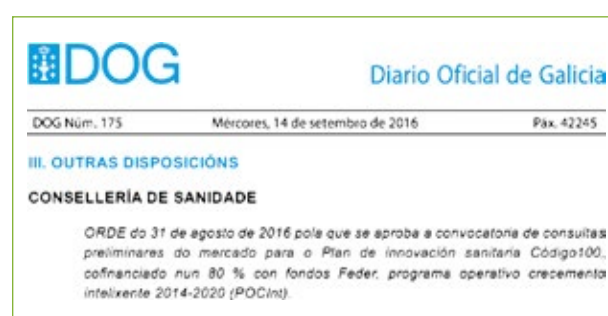 DOG
Diario Oficial de Galicia
DOG Núm. 175 Mércores, 14 de setembro de 2016 Páx. 42245
III. OUTRAS DISPOSICIÓNS
CONSELLERÍA DE SANIDADE
ORDE do 31 de agosto de 2016 pola que se aproba a convocatoria de consultas
preliminares do mercado para o Plan de innovación sanitaria Código100,
cofinanciado nun 80 % con fondos Feder, programa operativo crecemento
intelixente 2014-2020 (POCInt).